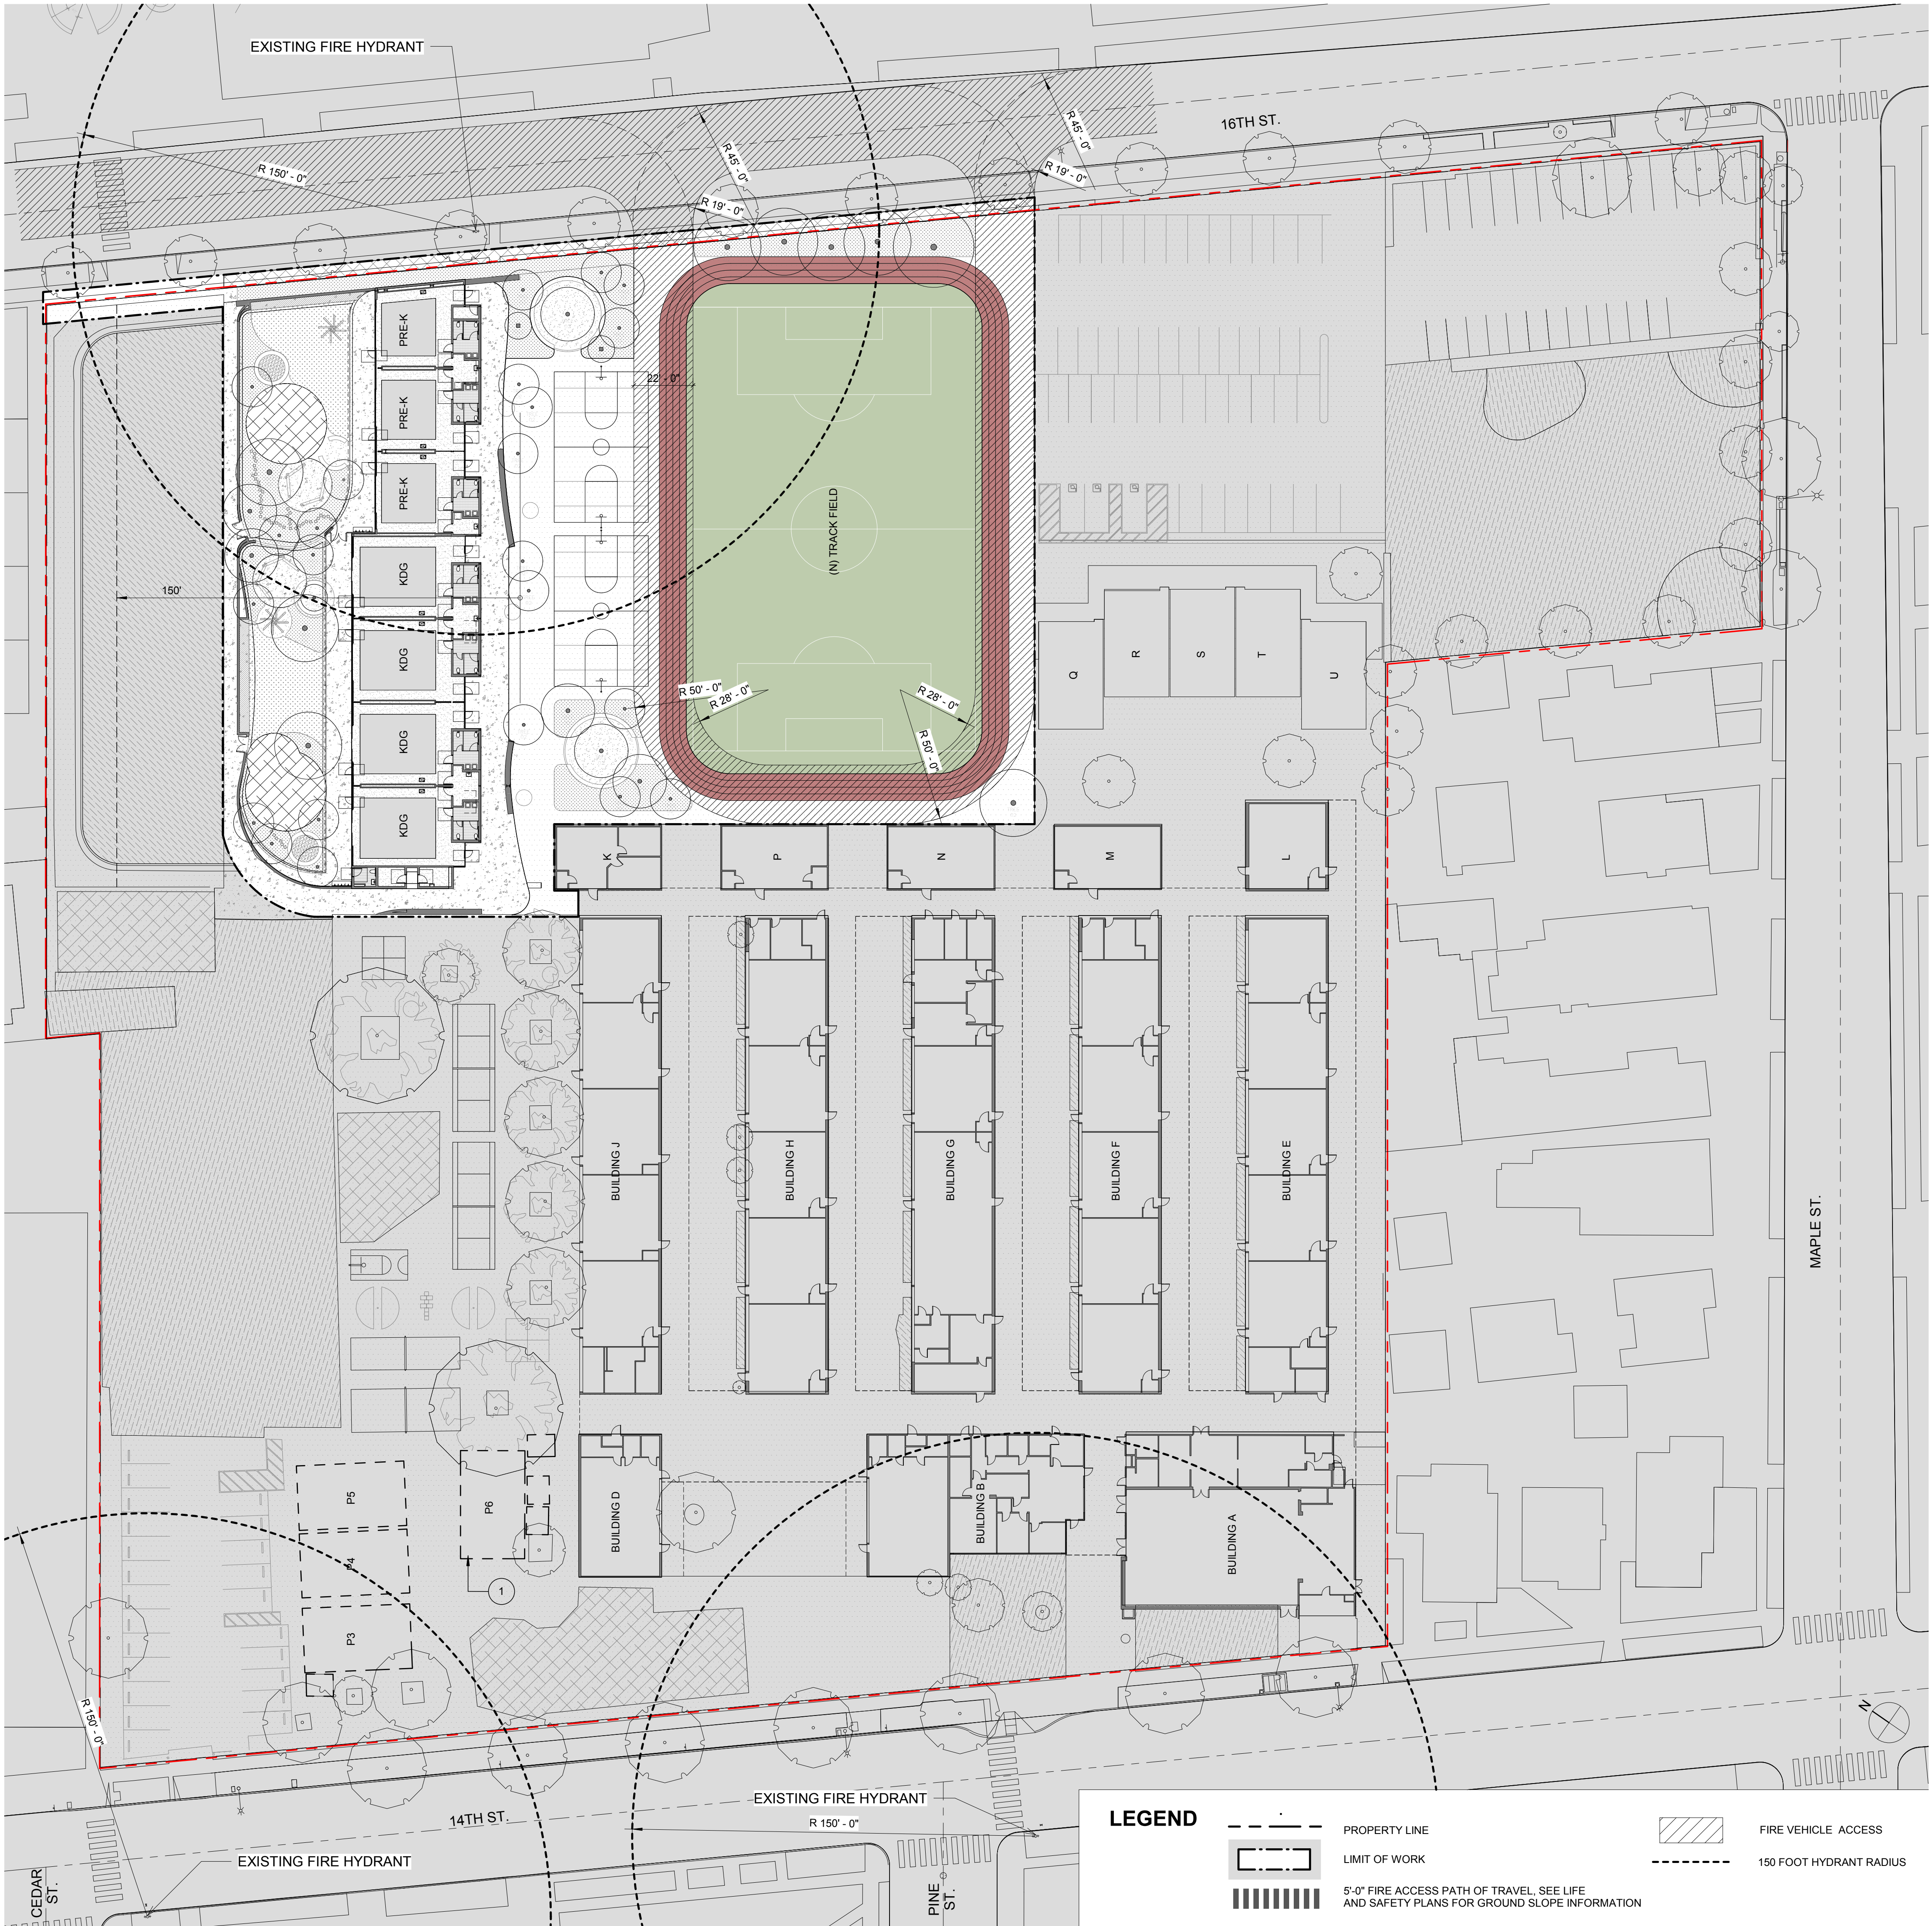 EXISTING FIRE HYDRANT
R 150' - 0"
R 45' - 0"
R 19' - 0"
R 45' - 0"
R 19' - 0"
16TH ST.
PRE-K
PRE-K
PRE-K
KDG
KDG
KDG
KDG
150'
22' - 0"
(N) TRACK FIELD
R 50' - 0"
R 28' - 0"
R 28' - 0"
R 50' - 0"
Q
R
S
T
U
K
P
N
M
L
BUILDING J
BUILDING H
BUILDING G
BUILDING F
BUILDING E
MAPLE ST.
P5
P4
P3
P6
1
BUILDING D
BUILDING B
BUILDING A
R 150' - 0"
14TH ST.
EXISTING FIRE HYDRANT
R 150' - 0"
EXISTING FIRE HYDRANT
CEDAR
ST.
PINE
ST.
N
LEGEND
PROPERTY LINE
LIMIT OF WORK
5'-0" FIRE ACCESS PATH OF TRAVEL, SEE LIFE
AND SAFETY PLANS FOR GROUND SLOPE INFORMATION
FIRE VEHICLE ACCESS
150 FOOT HYDRANT RADIUS